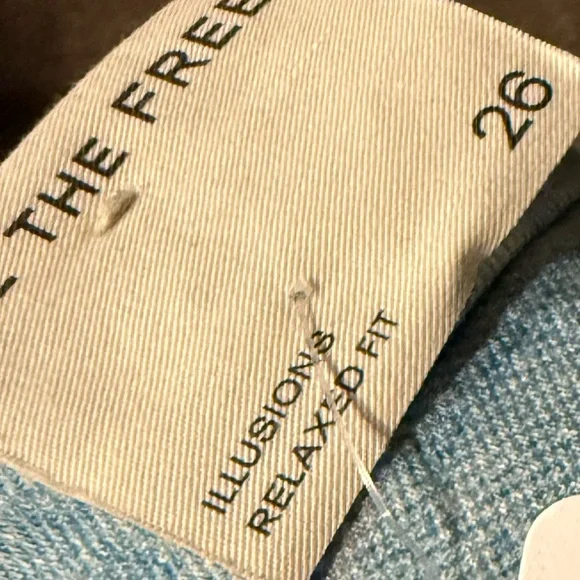 THE FREE
26
ILLUSIONS
RELAXED FIT